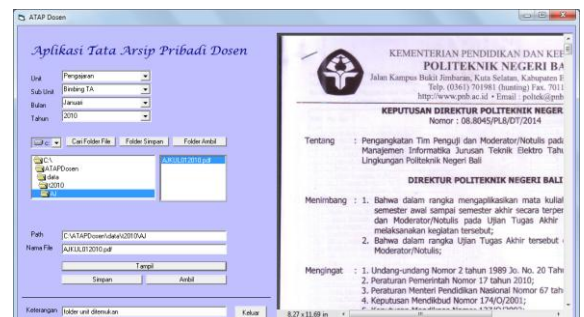 ATAP Dosen
Aplikasi Tata Arsip Pribadi Dosen
Unit Pengajaran
Sub Unit Bimbing TA
Bulan Januari
Tahun 2010
c: Cari Folder File Folder Simpan Folder Ambil
C:\
ATAPDosen
data
t2010
AJ
AJKUL012010.pdf
Path C:\ATAPDosen\data\t2010\AJ
Nama File AJKUL012010.pdf
Tampil
Simpan Ambil
Keterangan folder unit ditemukan Keluar
KEMENTERIAN PENDIDIKAN DAN KEB
POLITEKNIK NEGERI BA
Jalan Kampus Bukit Jimbaran, Kuta Selatan, Kabupaten
Telp. (0361) 701981 (hunting) Fax. 7011
http://www.pnb.ac.id • Email : poltek@pnb
KEPUTUSAN DIREKTUR POLITEKNIK NEGER
Nomor : 08.804S/PL8/DT/2014
Tentang : Pengangkatan Tim Penguji dan Moderator/Notulis pada
Manajemen Informatika Jurusan Teknik Elektro Tahu
Lingkungan Politeknik Negeri Bali
DIREKTUR POLITEKNIK NEGERI BALI
Menimbang : 1. Bahwa dalam rangka mengaplikasikan mata kuliah
semester awal sampai semester akhir secara terper
dan Moderator/Notulis pada Ujian Tugas Akhir
melaksanakan kegiatan tersebut;
2. Bahwa dalam rangka Ujian Tugas Akhir tersebut
Moderator/Notulis;
Mengingat : 1. Undang-undang Nomor 2 tahun 1989 Jo. No. 20 Tahu
2. Peraturan Pemerintah Nomor 17 tahun 2010;
3. Peraturan Menteri Pendidikan Nasional Nomor 67 tah
4. Keputusan Mendikbud Nomor 174/O/2001;
8.27 x 11.69 in